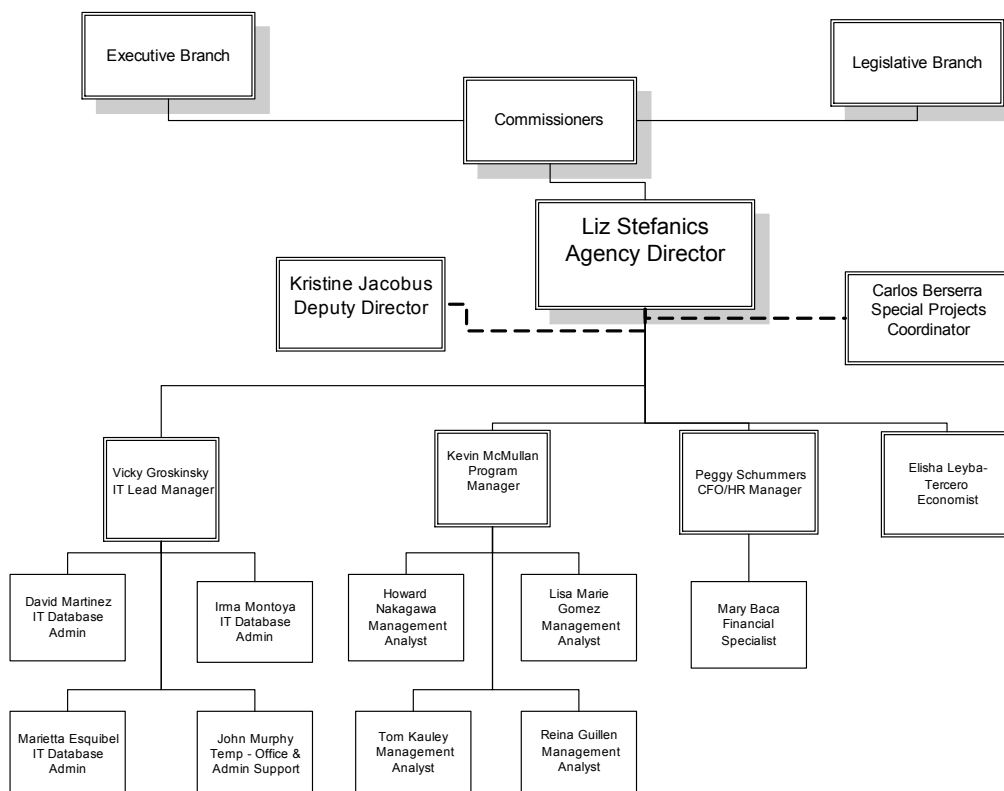 Executive Branch
Legislative Branch
Commissioners
Liz Stefanics
Agency Director
Kristine Jacobus
Deputy Director
Carlos Berserra
Special Projects
Coordinator
Vicky Groskinsky
IT Lead Manager
Kevin McMullan
Program
Manager
Peggy Schummers
CFO/HR Manager
Elisha Leyba-
Tercero
Economist
David Martinez
IT Database
Admin
Irma Montoya
IT Database
Admin
Howard
Nakagawa
Management
Analyst
Lisa Marie
Gomez
Management
Analyst
Mary Baca
Financial
Specialist
Marietta Esquibel
IT Database
Admin
John Murphy
Temp - Office &
Admin Support
Tom Kauley
Management
Analyst
Reina Guillen
Management
Analyst